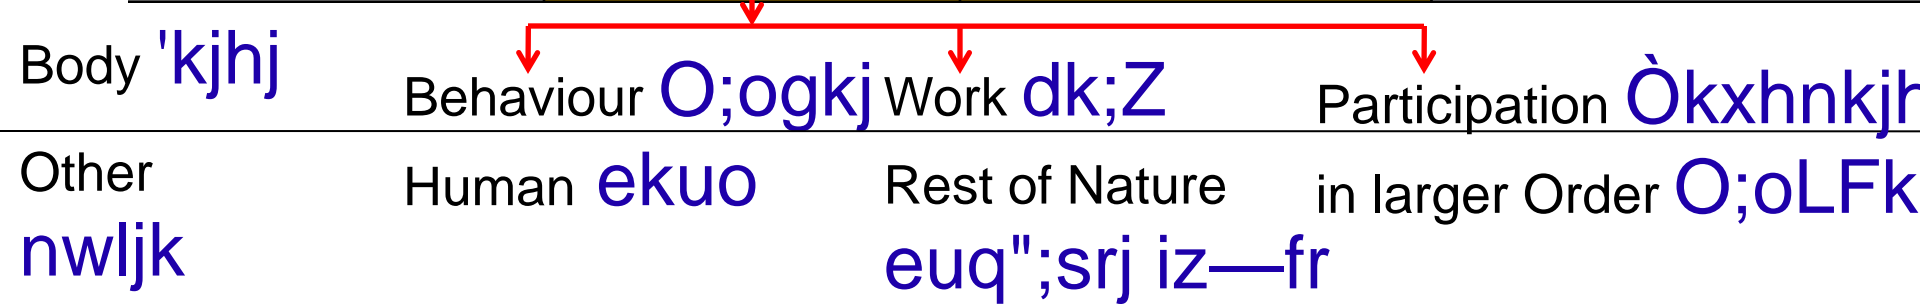 Body 'kjhj
Behaviour O;ogkj Work dk;Z Participation Òkxhnkjh
Other Human ekuo Rest of Nature in larger Order O;oLFk
nwljk euq";srj iz—fr